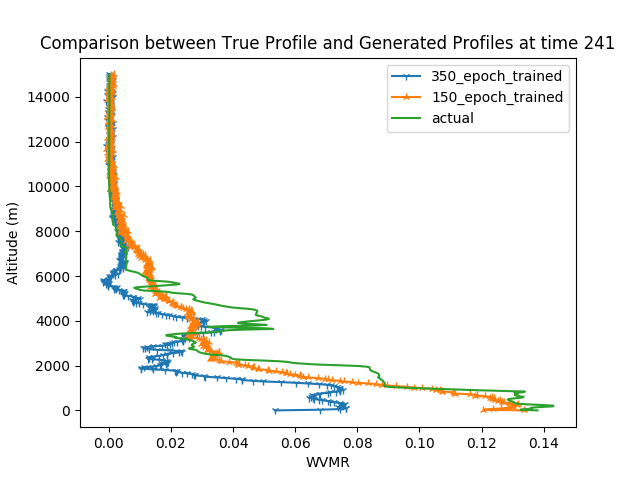 Comparison between True Profile and Generated Profiles at time 241
350_epoch_trained
150_epoch_trained
actual
Altitude (m)
14000
12000
10000
8000
6000
4000
2000
0
0.00 0.02 0.04 0.06 0.08 0.10 0.12 0.14
WVMR